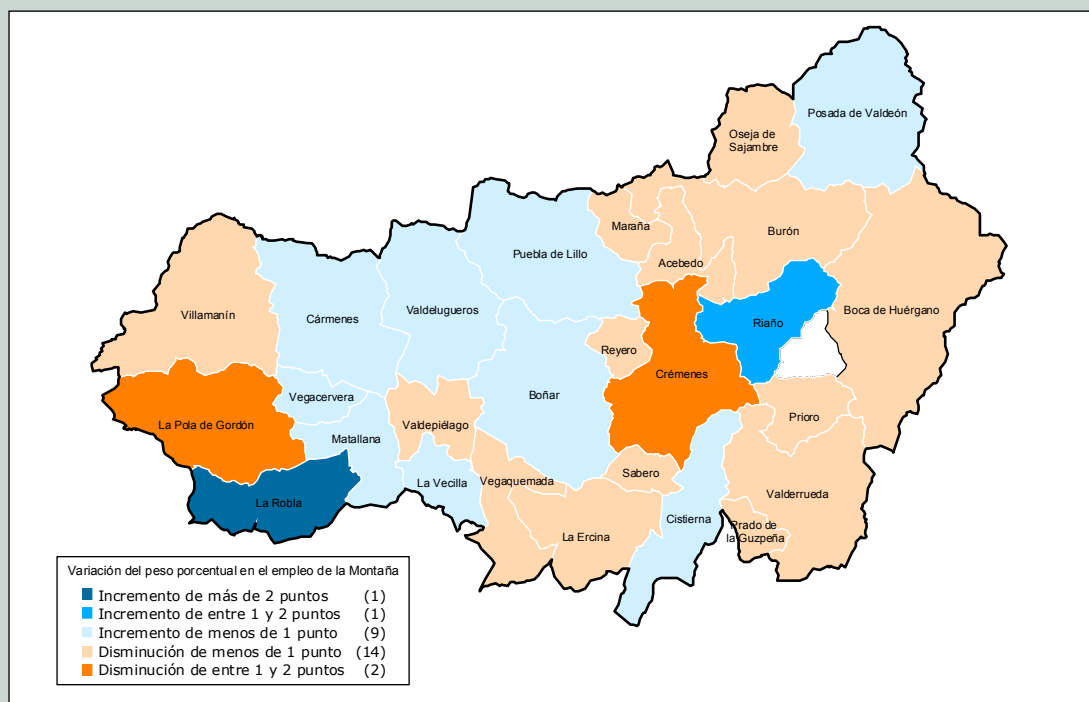 Posada de Valdeón
Oseja de
Sajambre
Maraña
Burón
Puebla de Lillo
Acebedo
Valdelugueros
Boca de Huérgano
Villamanín
Cármenes
Riaño
Reyero
Crémenes
Vegacervera
Boñar
Prioro
La Pola de Gordón
Valdepiélago
Matallana
Sabero
La Vecilla
Vegaquemada
Valderrueda
La Robla
Cistierna
Prado de
la Guzpeña
La Ercina
Variación del peso porcentual en el empleo de la Montaña
Incremento de más de 2 puntos (1)
Incremento de entre 1 y 2 puntos (1)
Incremento de menos de 1 punto (9)
Disminución de menos de 1 punto (14)
Disminución de entre 1 y 2 puntos (2)